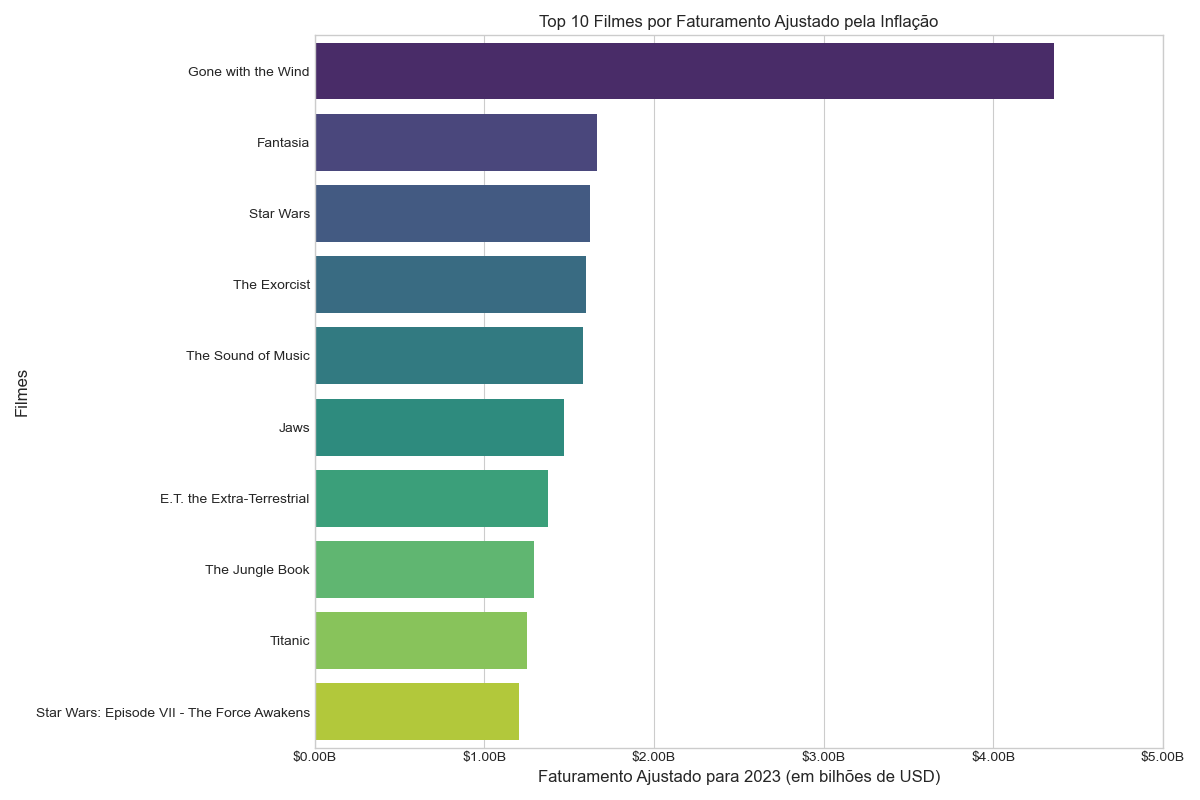 Top 10 Filmes por Faturamento Ajustado pela Inflação
Gone with the Wind
Fantasia
Star Wars
The Exorcist
The Sound of Music
Jaws
E.T. the Extra-Terrestrial
The Jungle Book
Titanic
Star Wars: Episode VII - The Force Awakens
Filmes
$0.00B
$1.00B
$2.00B
$3.00B
$4.00B
$5.00B
Faturamento Ajustado para 2023 (em bilhões de USD)